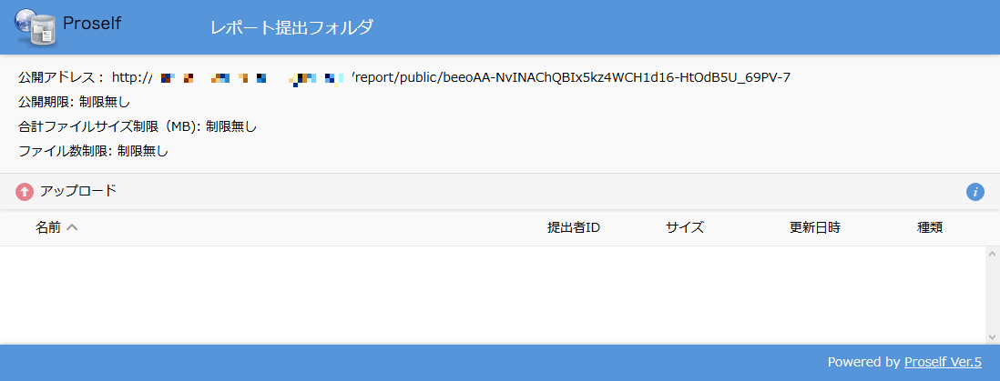 Proself
レポート提出フォルダ
公開アドレス： http:// /report/public/beeoAA-NvINAChQBIx5kz4WCH1d16-HtOdB5U_69PV-7
公開期限: 制限無し
合計ファイルサイズ制限（MB): 制限無し
ファイル数制限: 制限無し
アップロード
名前 提出者ID サイズ 更新日時 種類
Powered by Proself Ver.5